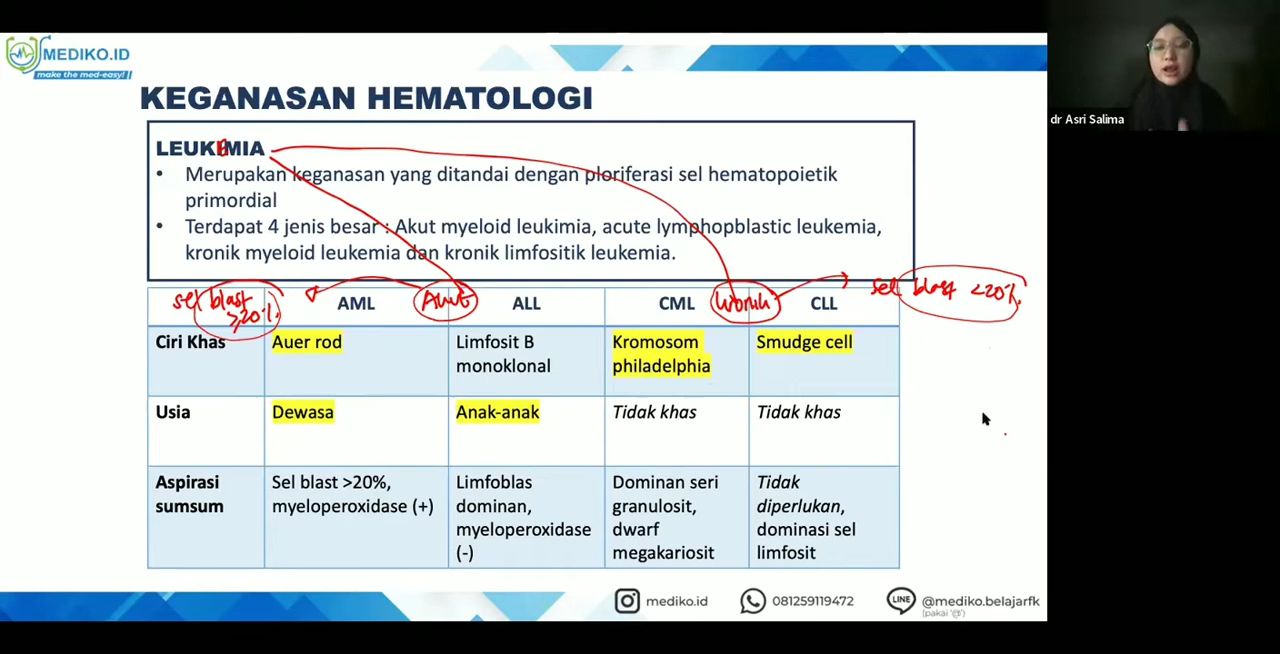 MEDIKO.ID
make the med-easy!
dr Asri Salima
KEGANASAN HEMATOLOGI
LEUKEMIA
• Merupakan keganasan yang ditandai dengan ploriferasi sel hematopoietik
primordial
• Terdapat 4 jenis besar : Akut myeloid leukimia, acute lymphopblastic leukemia,
kronik myeloid leukemia dan kronik limfositik leukemia.
sel blast
≥20%.
AML
Akut
ALL
CML
kronik
CLL
sel blast <20%.
Ciri Khas
Auer rod
Limfosit B
monoklonal
Kromosom
philadelphia
Smudge cell
Usia
Dewasa
Anak-anak
Tidak khas
Tidak khas
Aspirasi
sumsum
Sel blast >20%,
myeloperoxidase (+)
Limfoblas
dominan,
myeloperoxidase
(-)
Dominan seri
granulosit,
dwarf
megakariosit
Tidak
diperlukan,
dominasi sel
limfosit
mediko.id
081259119472
LINE
@mediko.belajarfk
(pakai '@')